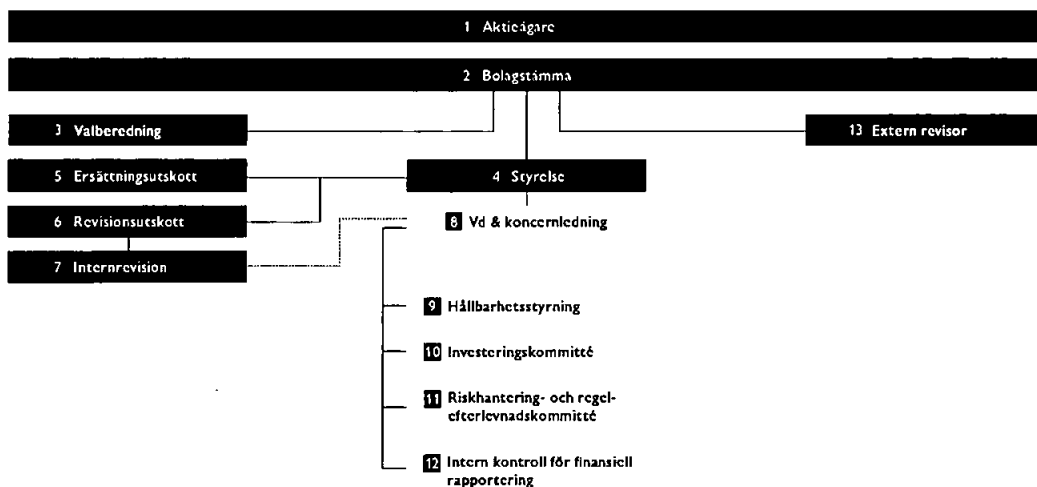 1 Aktieägare
2 Bolagstämma
3 Valberedning
13 Extern revisor
5 Ersättningsutskott
4 Styrelse
6 Revisionsutskott
8 Vd & koncernledning
7 Internrevision
9 Hållbarhetsstyrning
10 Investeringskommitté
11 Riskhantering- och regel-
efterlevnadskommitté
12 Intern kontroll för finansiell
rapportering